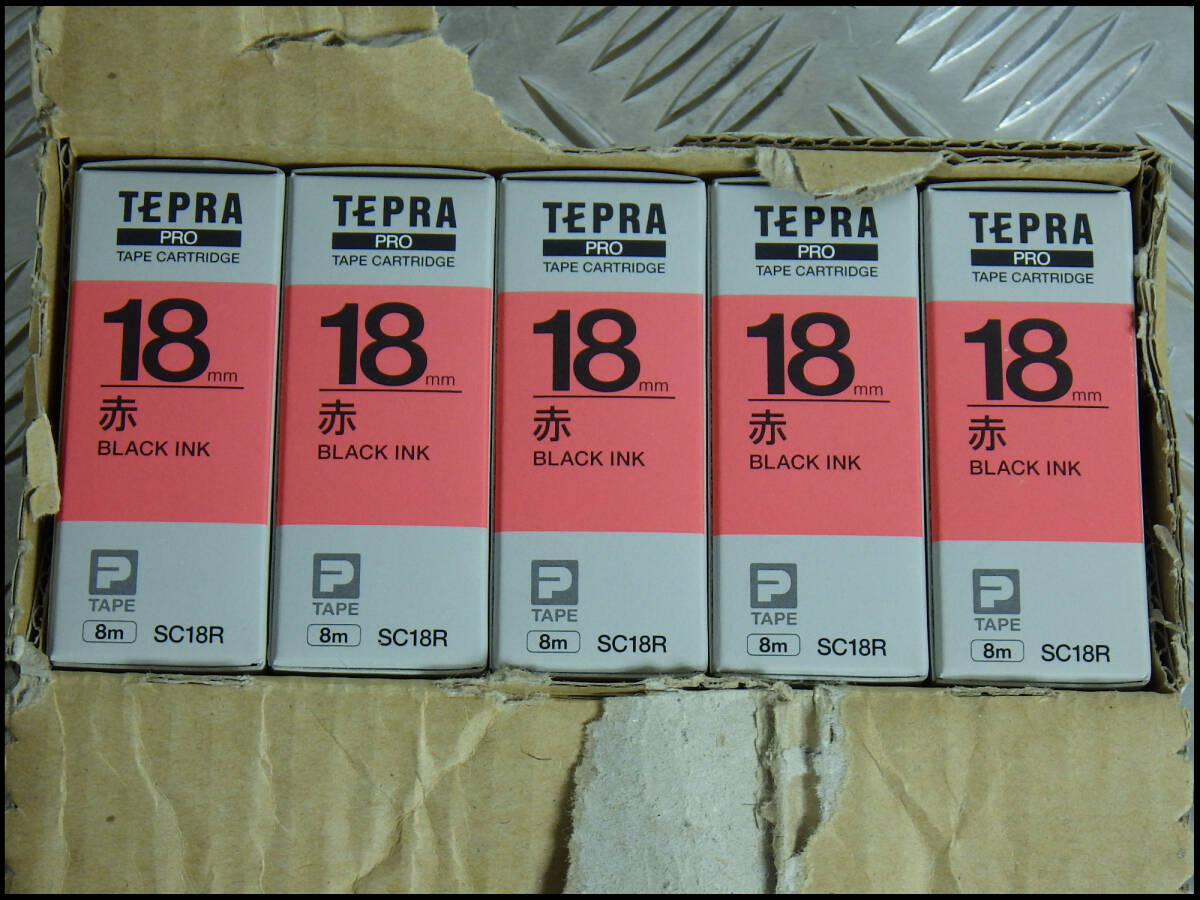 TEPRA
PRO
TAPE CARTRIDGE
18mm
赤
BLACK INK
P
TAPE
8m SC18R
TEPRA
PRO
TAPE CARTRIDGE
18mm
赤
BLACK INK
P
TAPE
8m SC18R
TEPRA
PRO
TAPE CARTRIDGE
18mm
赤
BLACK INK
P
TAPE
8m SC18R
TEPRA
PRO
TAPE CARTRIDGE
18mm
赤
BLACK INK
P
TAPE
8m SC18R
TEPRA
PRO
TAPE CARTRIDGE
18mm
赤
BLACK INK
P
TAPE
8m SC18R